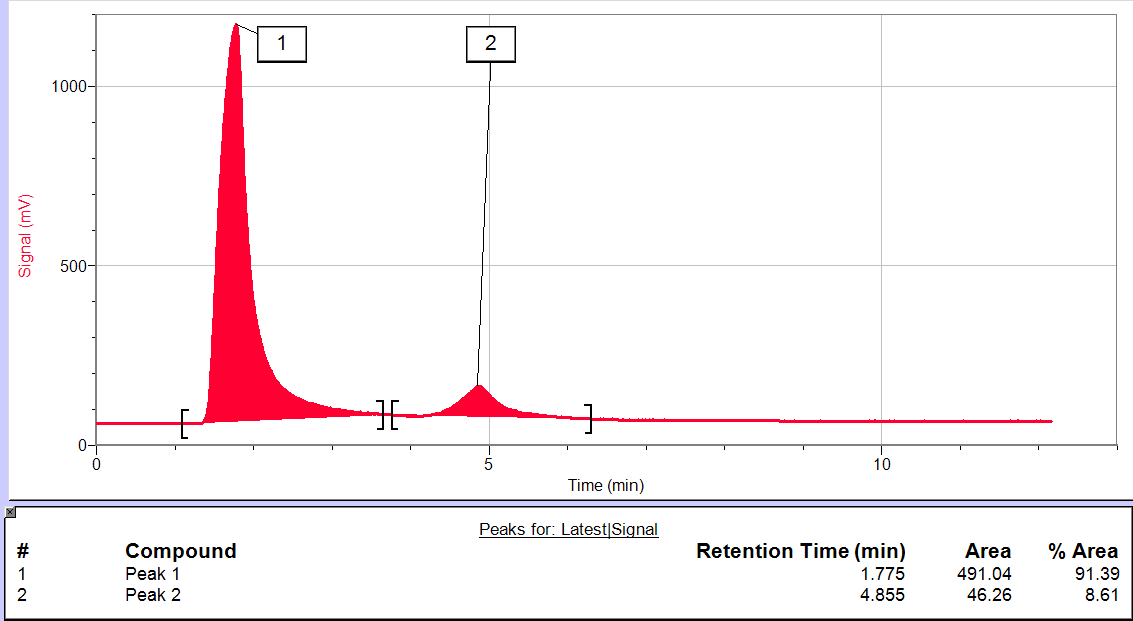 1 2
1000
500
0
Signal (mV)
0 5 10
Time (min)
Peaks for: Latest|Signal
# Compound Retention Time (min) Area % Area
1 Peak 1 1.775 491.04 91.39
2 Peak 2 4.855 46.26 8.61